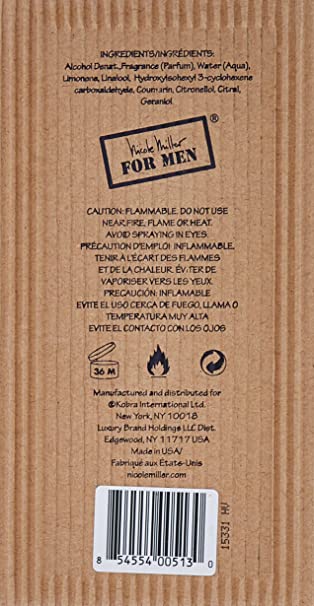 INGREDIENTS/INGRÉDIENTS:
Alcohol Denat.,Fragrance (Parfum), Water (Aqua),
Limonene, Linalool, Hydroxylsohexyl 3-cyclohexene
carboxaldehyde, Coumarin, Citronellol, Citral,
Geraniol
®
nicole miller
FOR MEN
CAUTION: FLAMMABLE. DO NOT USE
NEAR FIRE, FLAME OR HEAT.
AVOID SPRAYING IN EYES.
PRÉCAUTION D'EMPLOI: INFLAMMABLE,
TENIR À L'ÉCART DES FLAMMES
ET DE LA CHALEUR. ÉVITER DE
VAPORISER VERS LES YEUX.
PRECAUCIÓN: INFLAMABLE
EVITE EL USO CERCA DE FUEGO, LLAMA O
TEMPERATURA MUY ALTA
EVITE EL CONTACTO CON LOS OJOS
36 M
Manufactured and distributed for
©Kobra International Ltd.
New York, NY 10018
Luxury Brand Holdings LLC Dist.
Edgewood, NY 11717 USA
Made in USA/
Fabriqué aux États-Unis
nicolemiller.com
15331 HU
8 54554 00513 0